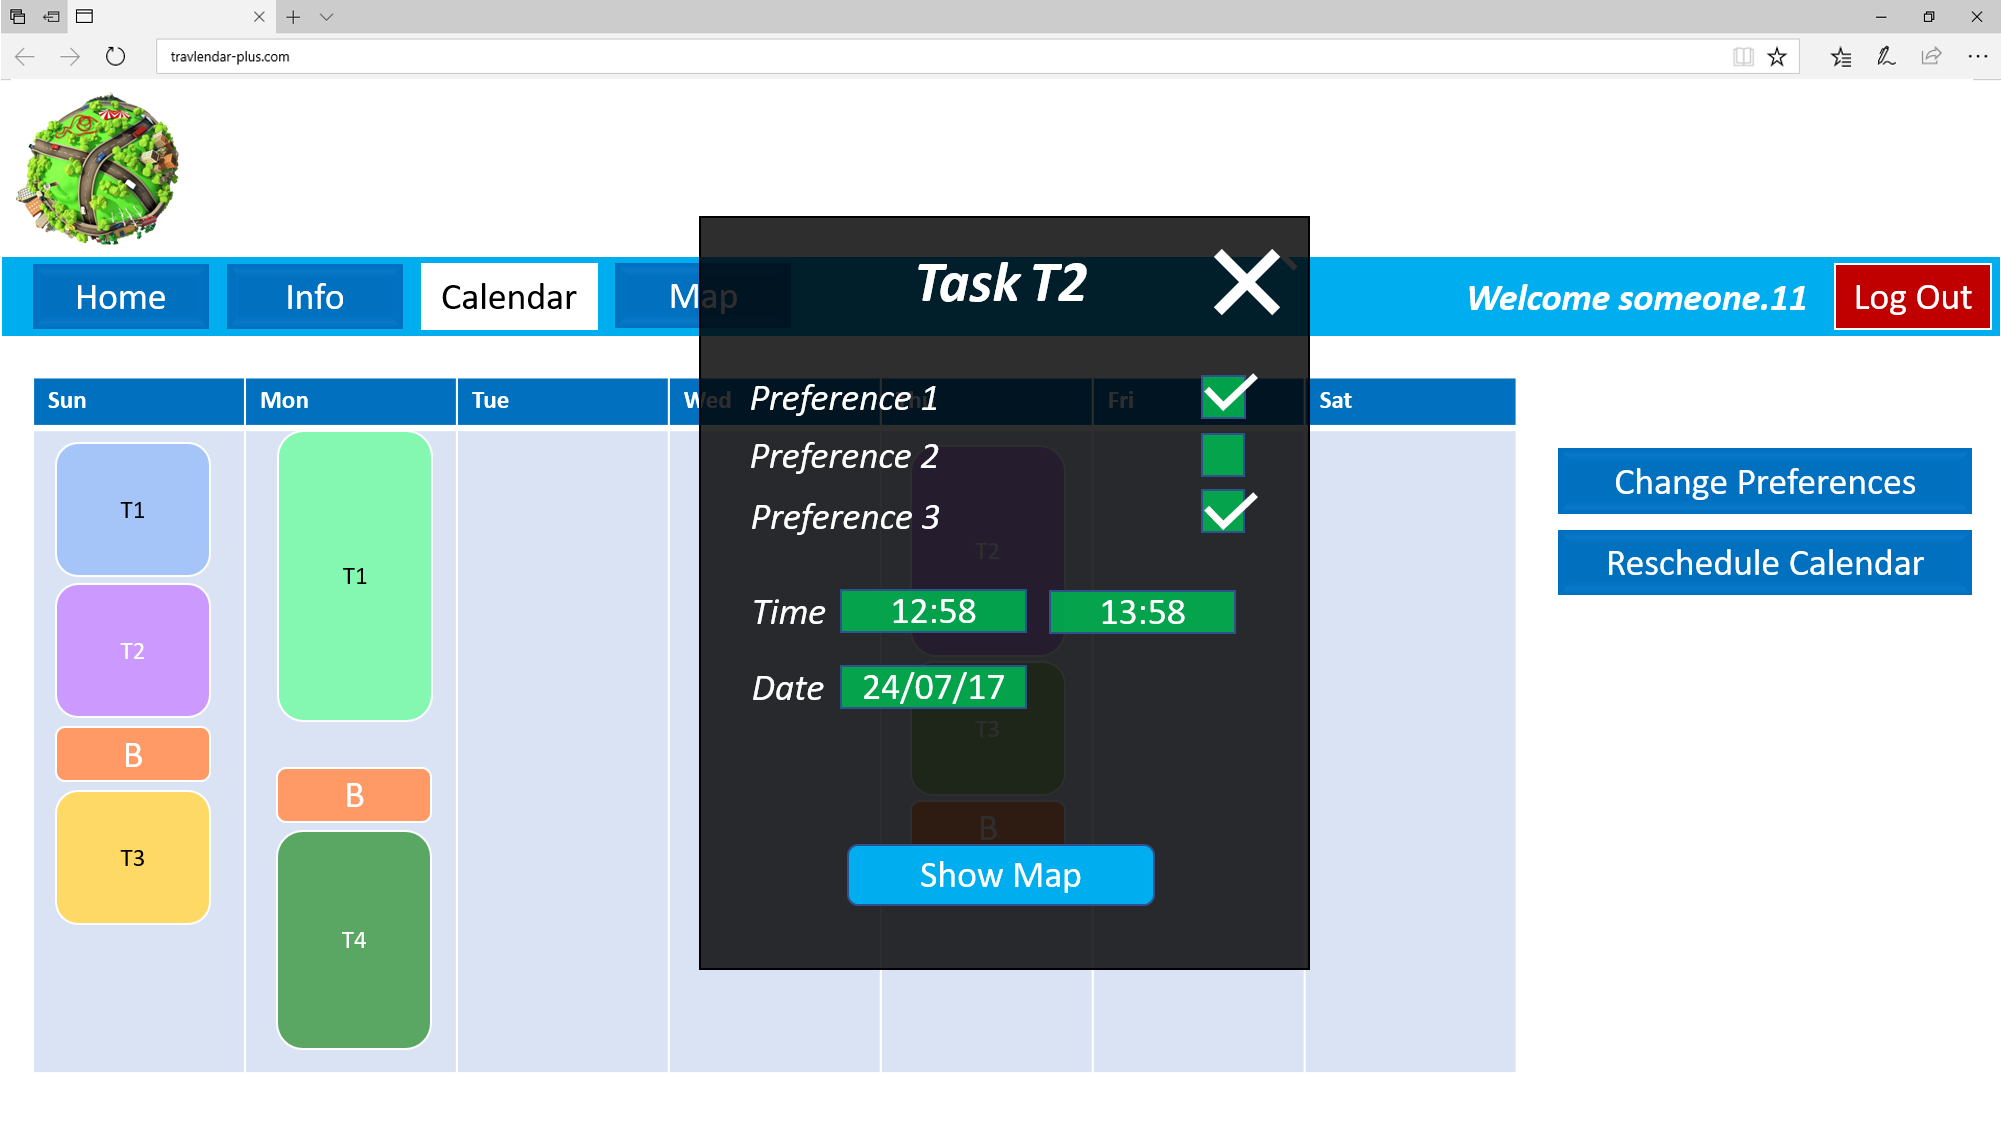 travlendar-plus.com
Home Info Calendar Map Welcome someone.11 Log Out
Task T2
Sun Mon Tue Wed Fri Sat
Preference 1
Preference 2
Preference 3
Time 12:58 13:58
Date 24/07/17
Show Map
T1
T2
B
T3
T1
B
T4
T2
T3
B
Change Preferences
Reschedule Calendar